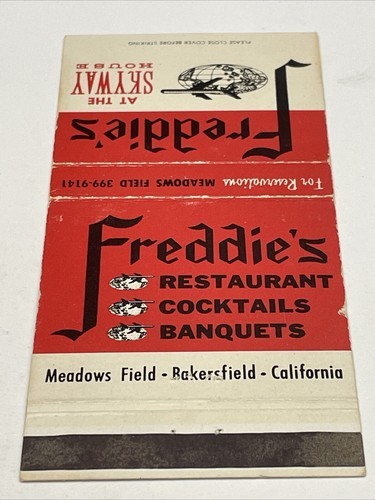 PLEASE CLOSE COVER BEFORE STRIKING
AT THE
SKYWAY
HOUSE
Freddie's
For Reservations MEADOWS FIELD 399-9141
Freddie's
RESTAURANT
COCKTAILS
BANQUETS
Meadows Field - Bakersfield - California